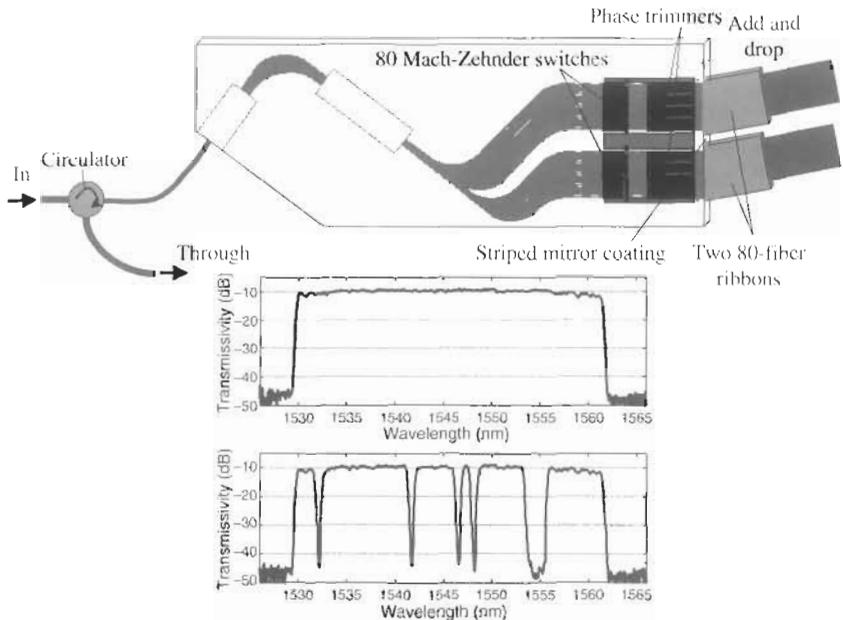 Phase trimmers
Add and
drop
80 Mach-Zehnder switches
Circulator
In
Through
Striped mirror coating
Two 80-fiber
ribbons
Transmissivity (dB)
-10
-20
-30
-40
-50
1530 1535 1540 1545 1550 1555 1560 1565
Wavelength (nm)
Transmissivity (dB)
-10
-20
-30
-40
-50
1530 1535 1540 1545 1550 1555 1560 1565
Wavelength (nm)